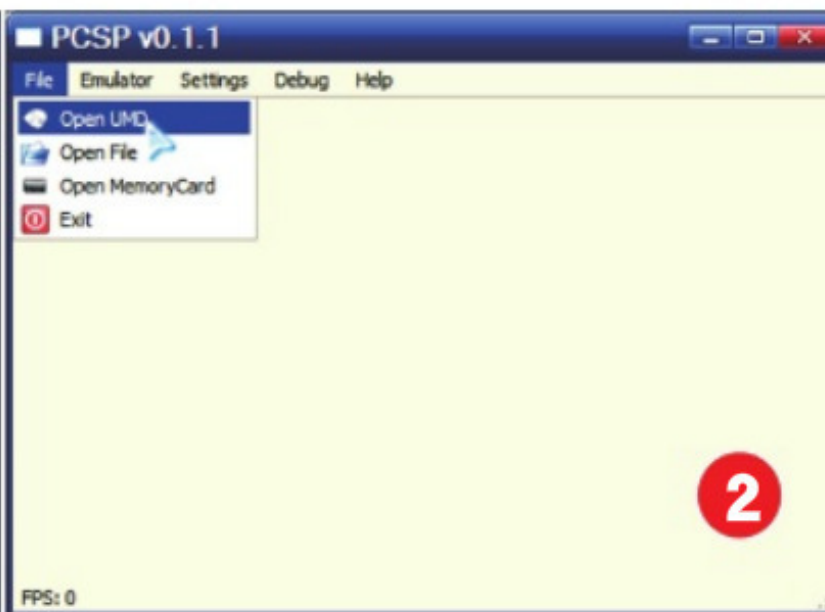 PCSP v0.1.1
File Emulator Settings Debug Help
Open UMD
Open File
Open MemoryCard
Exit
2
FPS: 0